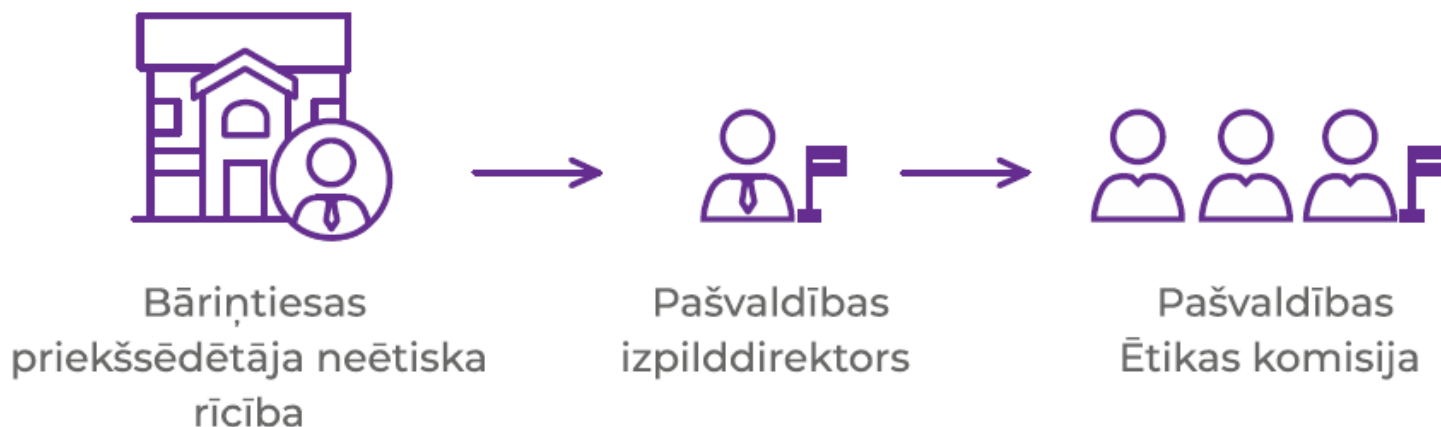 Bāriņtiesas
priekšsēdētāja neētiska
rīcība
Pašvaldības
izpilddirektors
Pašvaldības
Ētikas komisija